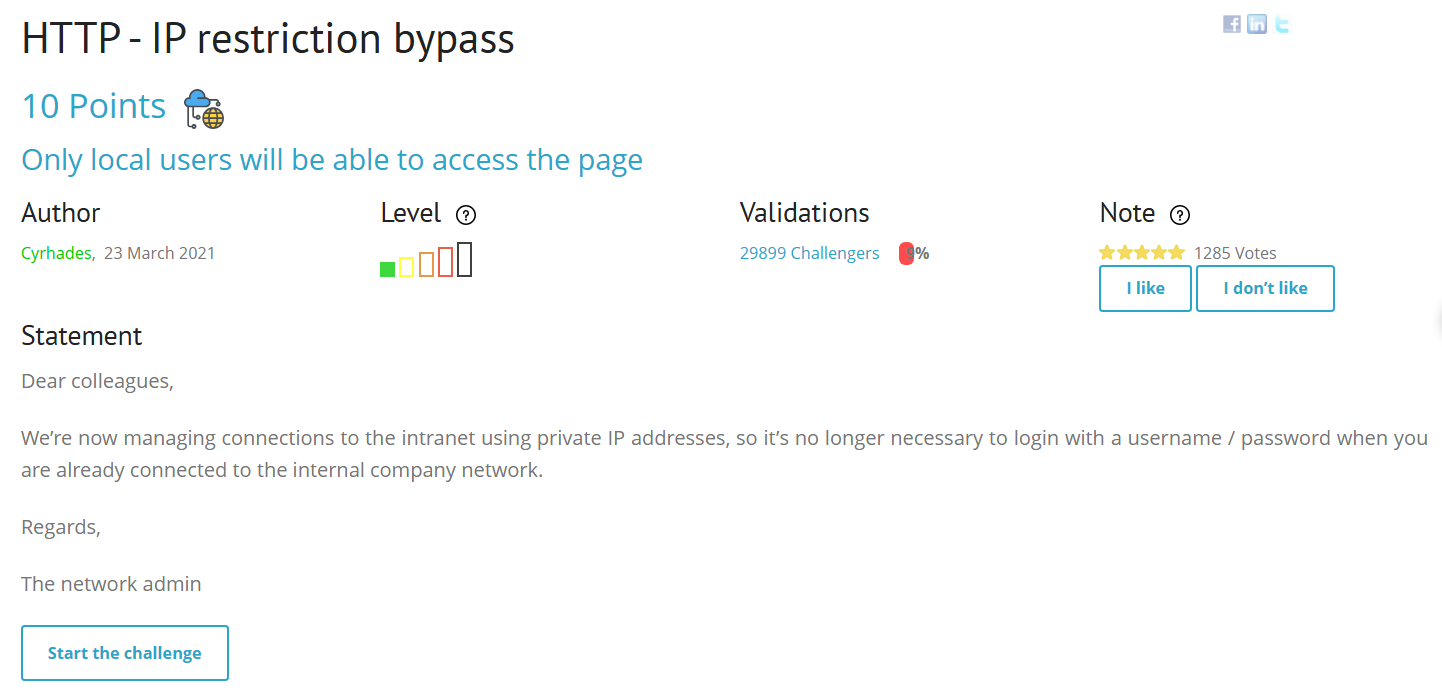 HTTP - IP restriction bypass
10 Points
Only local users will be able to access the page
Author Level ? Validations Note ?
Cyrhades, 23 March 2021 29899 Challengers 9% 1285 Votes
I like I don’t like
Statement
Dear colleagues,
We’re now managing connections to the intranet using private IP addresses, so it’s no longer necessary to login with a username / password when you
are already connected to the internal company network.
Regards,
The network admin
Start the challenge